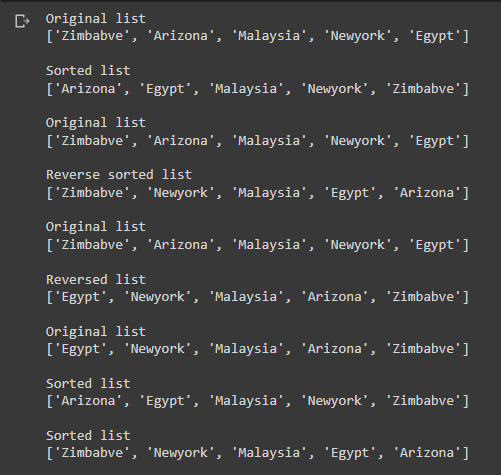 Original list
['Zimbabve', 'Arizona', 'Malaysia', 'Newyork', 'Egypt']
Sorted list
['Arizona', 'Egypt', 'Malaysia', 'Newyork', 'Zimbabve']
Original list
['Zimbabve', 'Arizona', 'Malaysia', 'Newyork', 'Egypt']
Reverse sorted list
['Zimbabve', 'Newyork', 'Malaysia', 'Egypt', 'Arizona']
Original list
['Zimbabve', 'Arizona', 'Malaysia', 'Newyork', 'Egypt']
Reversed list
['Egypt', 'Newyork', 'Malaysia', 'Arizona', 'Zimbabve']
Original list
['Egypt', 'Newyork', 'Malaysia', 'Arizona', 'Zimbabve']
Sorted list
['Arizona', 'Egypt', 'Malaysia', 'Newyork', 'Zimbabve']
Sorted list
['Zimbabve', 'Newyork', 'Malaysia', 'Egypt', 'Arizona']